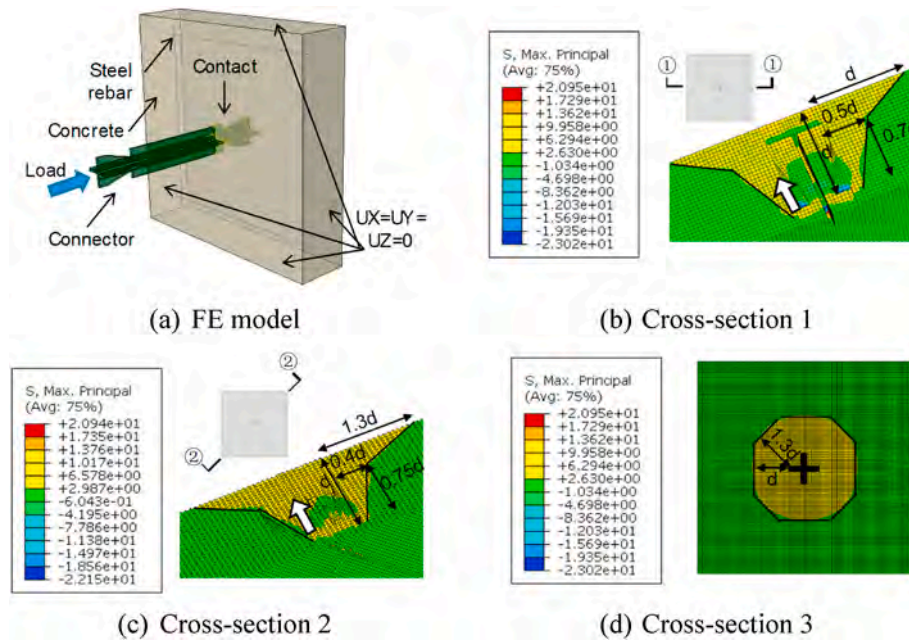 Steel
rebar
Contact
Concrete
Load
Connector
UX=UY=
UZ=0
(a) FE model
S, Max. Principal
(Avg: 75%)
+2.095e+01
+1.729e+01
+1.362e+01
+9.958e+00
+6.294e+00
+2.630e+00
-1.034e+00
-4.698e+00
-8.362e+00
-1.203e+01
-1.569e+01
-1.935e+01
-2.302e+01
① ①
d
0.5d
d
(b) Cross-section 1
S, Max. Principal
(Avg: 75%)
+2.094e+01
+1.735e+01
+1.376e+01
+1.017e+01
+6.578e+00
+2.987e+00
-6.043e-01
-4.195e+00
-7.786e+00
-1.138e+01
-1.497e+01
-1.856e+01
-2.215e+01
②
②
1.3d
0.4d
d
0.75d
(c) Cross-section 2
S, Max. Principal
(Avg: 75%)
+2.095e+01
+1.729e+01
+1.362e+01
+9.958e+00
+6.294e+00
+2.630e+00
-1.034e+00
-4.698e+00
-8.362e+00
-1.203e+01
-1.569e+01
-1.935e+01
-2.302e+01
1.3d
d
(d) Cross-section 3